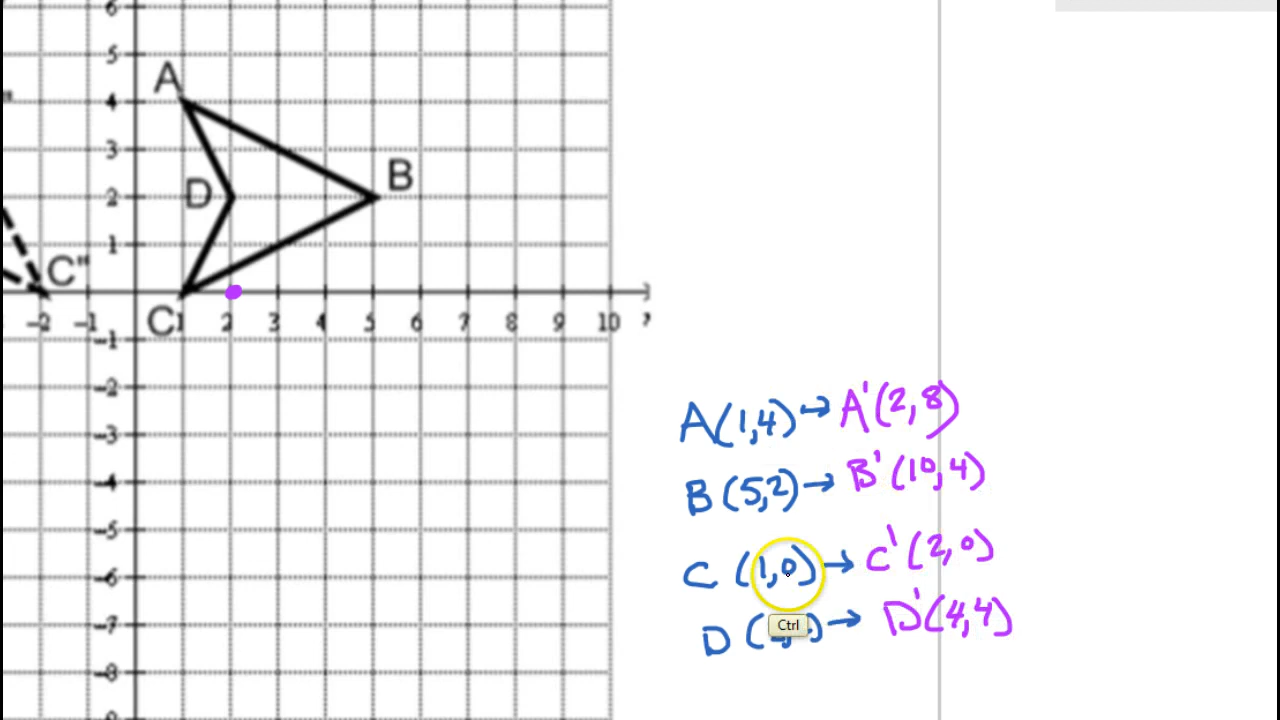 6
5
A
4
3
B
D
2
1
C"
C
-2 -1 1 2 3 4 5 6 7 8 9 10
-1
-2
-3
-4
-5
-6
-7
-8
A(1,4)→A'(2,8)
B(5,2)→B'(10,4)
C(1,0)→C'(2,0)
Ctrl
D(→D'(4,4)